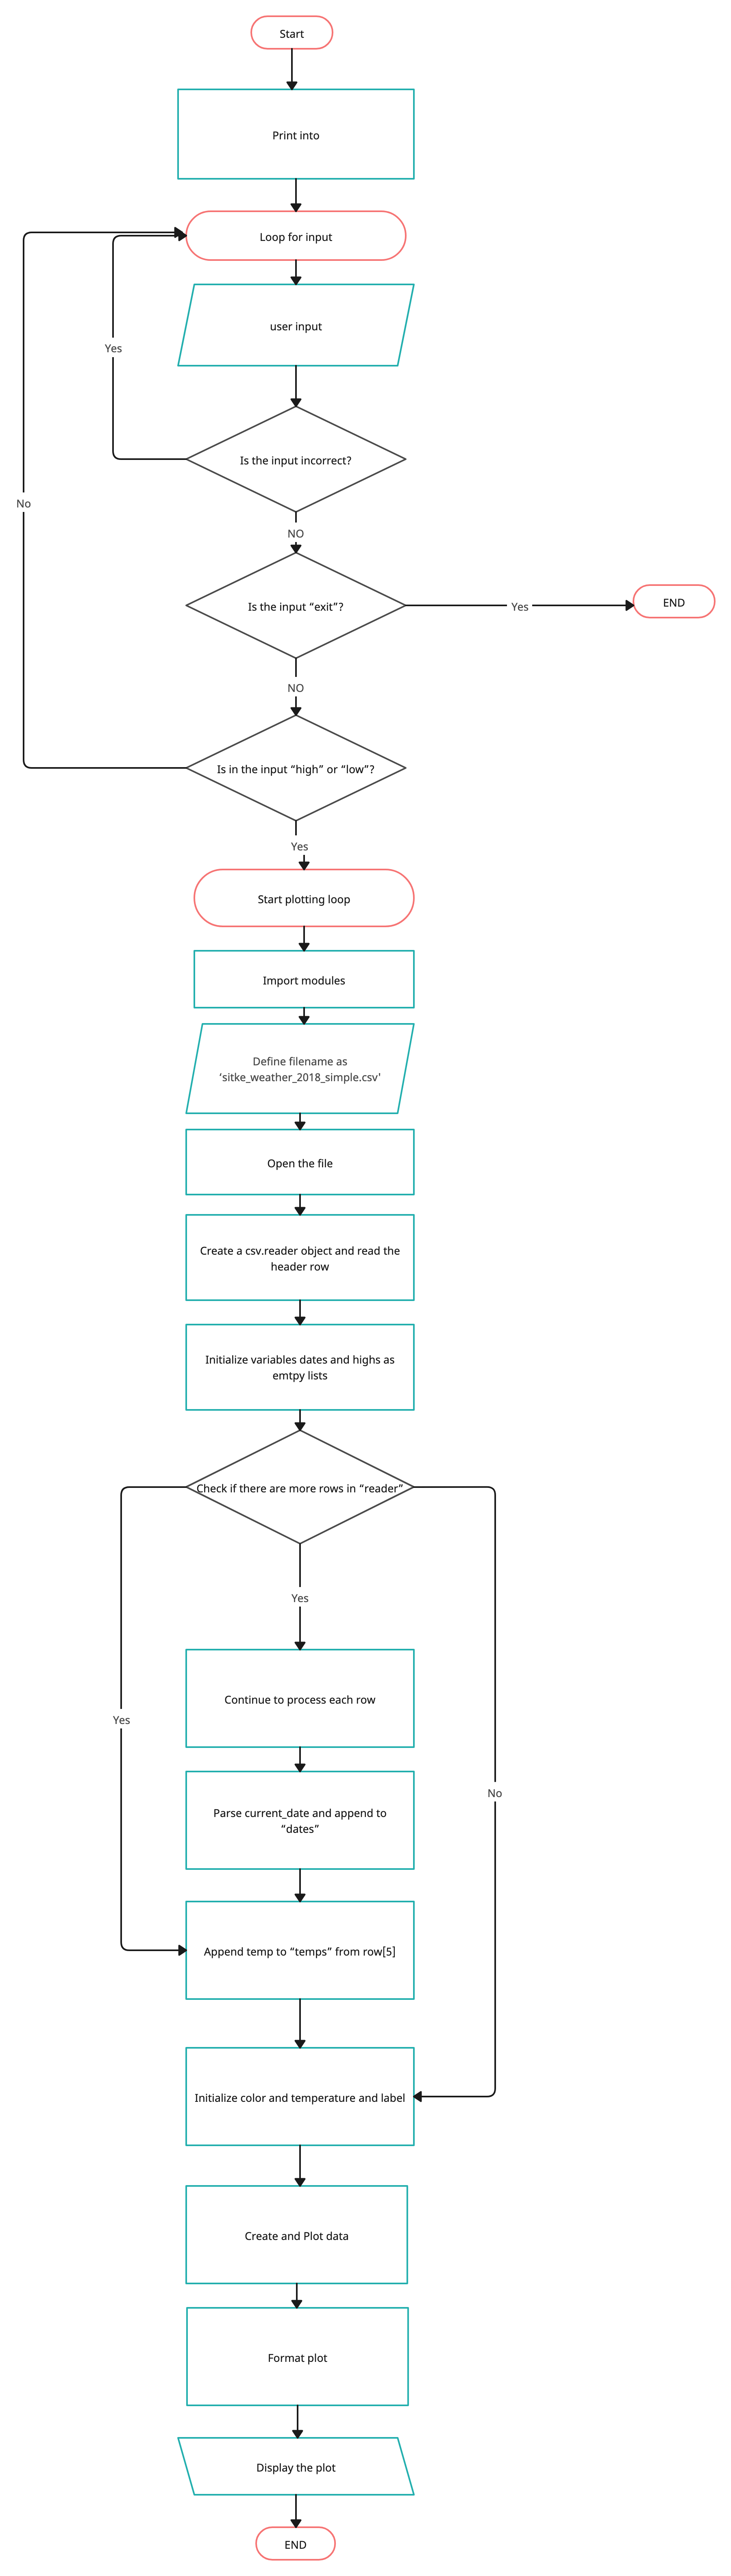 Start
Print into
Loop for input
user input
Yes
Is the input incorrect?
No
NO
Is the input “exit”?
Yes
END
NO
Is in the input “high” or “low”?
Yes
Start plotting loop
Import modules
Define filename as
‘sitke_weather_2018_simple.csv'
Open the file
Create a csv.reader object and read the
header row
Initialize variables dates and highs as
emtpy lists
Check if there are more rows in “reader”
Yes
Continue to process each row
Yes
No
Parse current_date and append to
“dates”
Append temp to “temps” from row[5]
Initialize color and temperature and label
Create and Plot data
Format plot
Display the plot
END